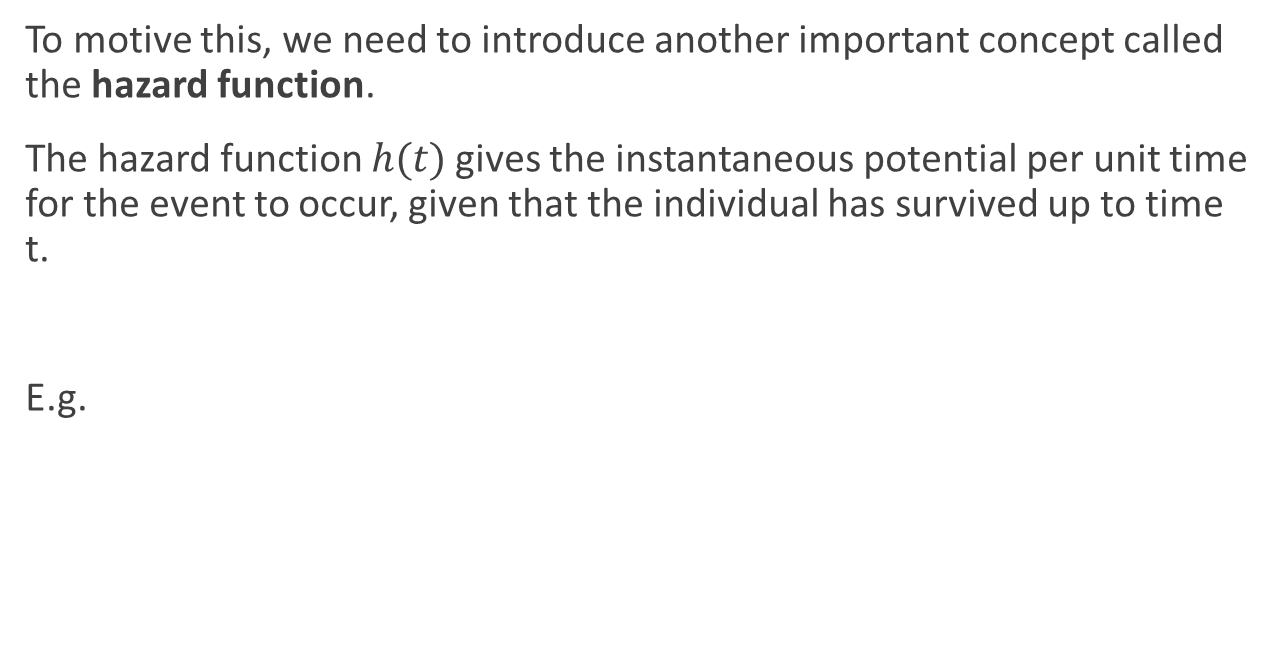 To motive this, we need to introduce another important concept called
the hazard function.
The hazard function h(t) gives the instantaneous potential per unit time
for the event to occur, given that the individual has survived up to time
t.
E.g.